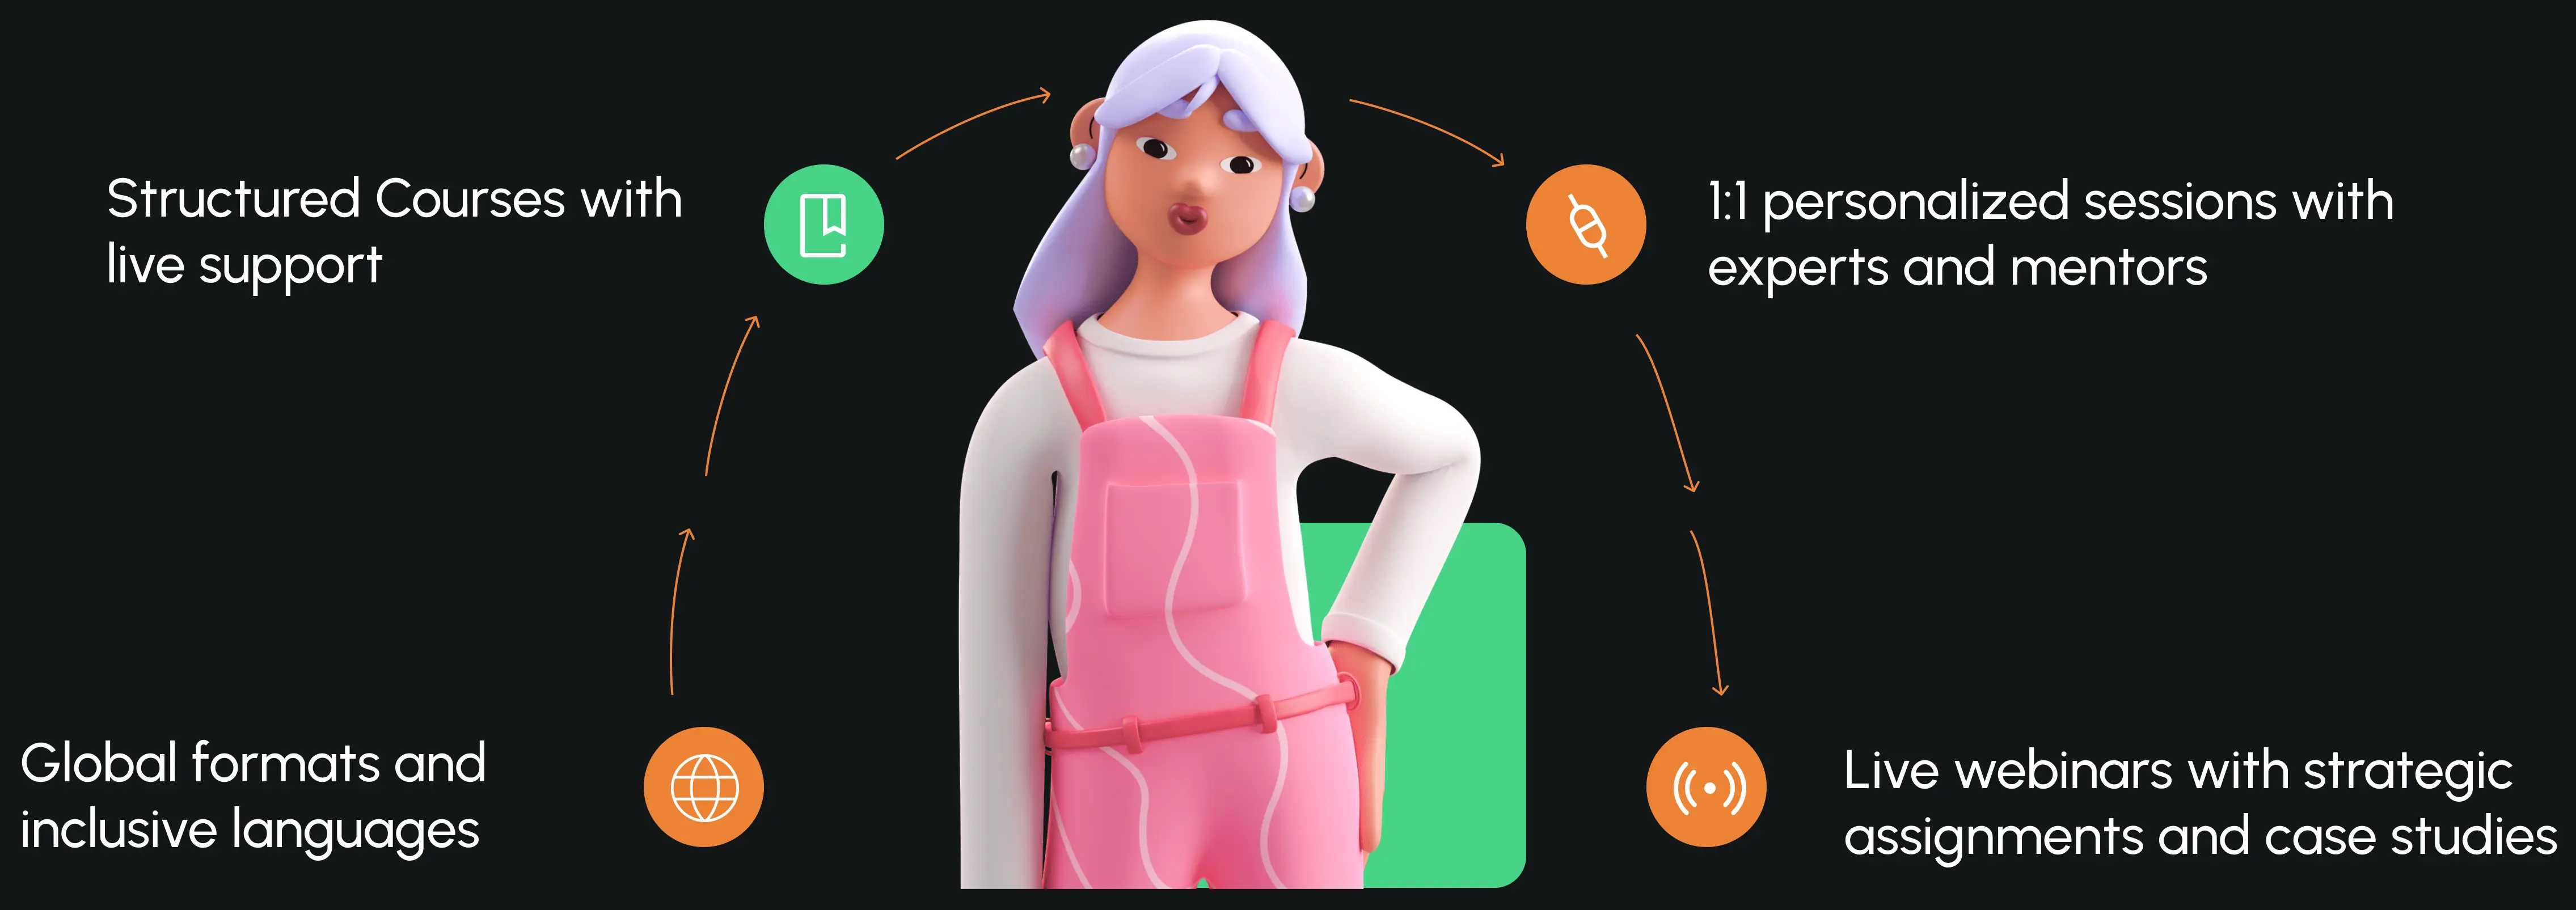 Structured Courses with
live support
1:1 personalized sessions with
experts and mentors
Global formats and
inclusive languages
Live webinars with strategic
assignments and case studies